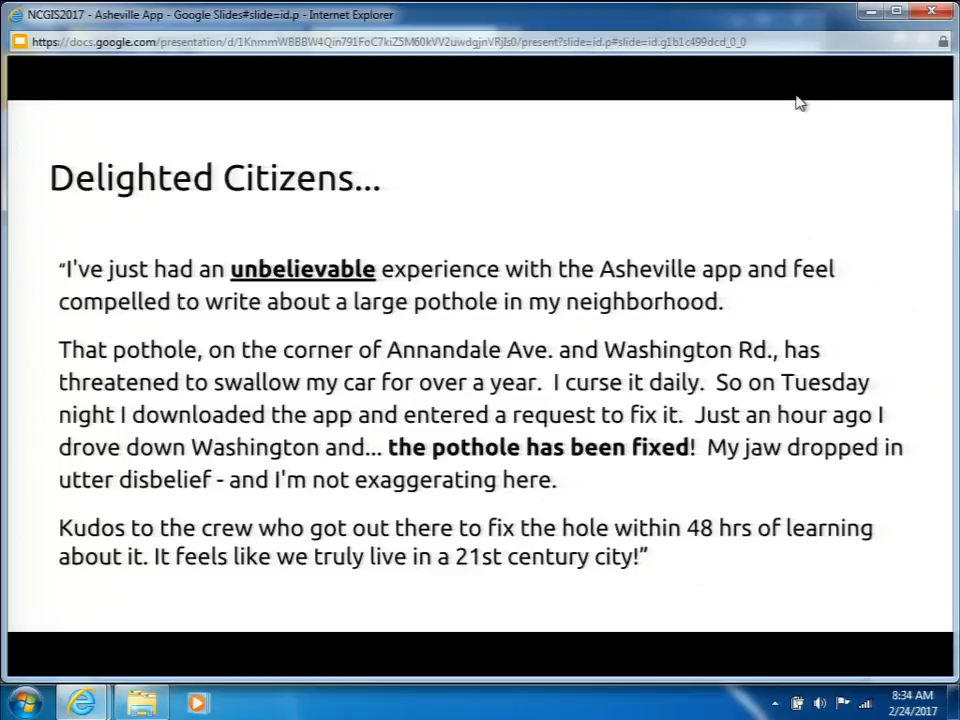 NCGIS2017 - Asheville App - Google Slides#slide=id.p - Internet Explorer
https://docs.google.com/presentation/d/1KnmmWBBBW4Qin791FoC7kiZ5M60kVV2uwdgjnVRjIs0/present?slide=id.p#slide=id.g1b1c499dcd_0_0
Delighted Citizens...
“I've just had an unbelievable experience with the Asheville app and feel
compelled to write about a large pothole in my neighborhood.
That pothole, on the corner of Annandale Ave. and Washington Rd., has
threatened to swallow my car for over a year. I curse it daily. So on Tuesday
night I downloaded the app and entered a request to fix it. Just an hour ago I
drove down Washington and... the pothole has been fixed! My jaw dropped in
utter disbelief - and I'm not exaggerating here.
Kudos to the crew who got out there to fix the hole within 48 hrs of learning
about it. It feels like we truly live in a 21st century city!”
8:34 AM
2/24/2017